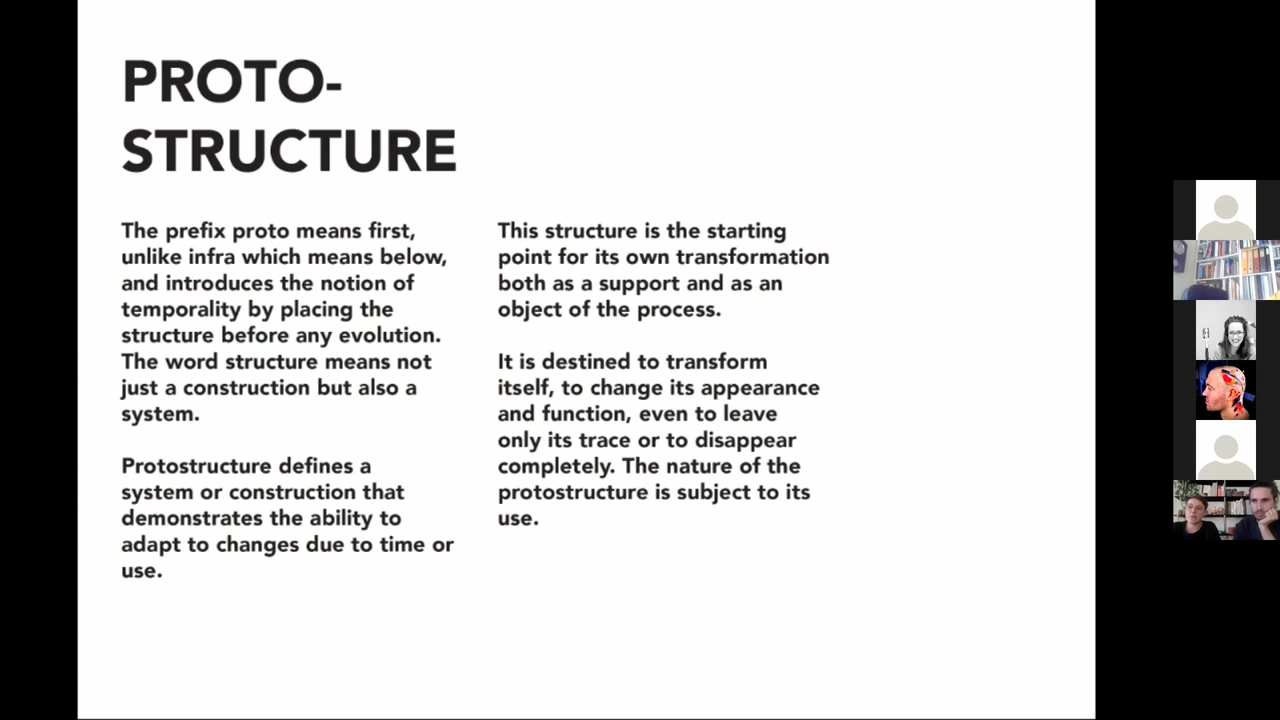 PROTO-
STRUCTURE
The prefix proto means first,
unlike infra which means below,
and introduces the notion of
temporality by placing the
structure before any evolution.
The word structure means not
just a construction but also a
system.
Protostructure defines a
system or construction that
demonstrates the ability to
adapt to changes due to time or
use.
This structure is the starting
point for its own transformation
both as a support and as an
object of the process.
It is destined to transform
itself, to change its appearance
and function, even to leave
only its trace or to disappear
completely. The nature of the
protostructure is subject to its
use.